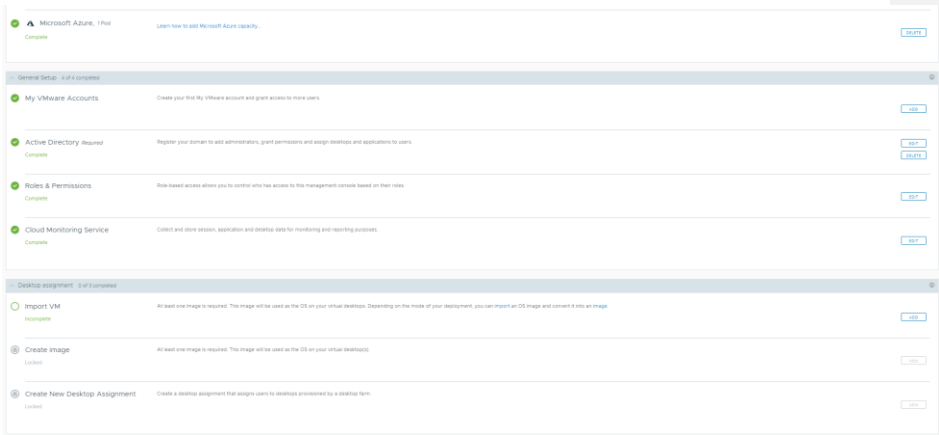 Microsoft Azure, 1 Pod
Learn how to add Microsoft Azure capacity...
Complete
DELETE
General Setup 4 of 4 completed
My VMware Accounts
Create your first My VMware account and grant access to more users.
ADD
Active Directory Required
Register your domain to add administrators, grant permissions and assign desktops and applications to users.
EDIT
Complete
DELETE
Roles & Permissions
Role-based access allows you to control who has access to this management console based on their roles.
Complete
EDIT
Cloud Monitoring Service
Collect and store session, application and desktop data for monitoring and reporting purposes.
Complete
EDIT
Desktop assignment 0 of 3 completed
Import VM
At least one image is required. This image will be used as the OS on your virtual desktops. Depending on the mode of your deployment, you can import an OS image and convert it into an image.
Incomplete
ADD
Create Image
At least one image is required. This image will be used as the OS on your virtual desktop(s).
Locked
NEW
Create New Desktop Assignment
Create a desktop assignment that assigns users to desktops provisioned by a desktop farm.
Locked
NEW